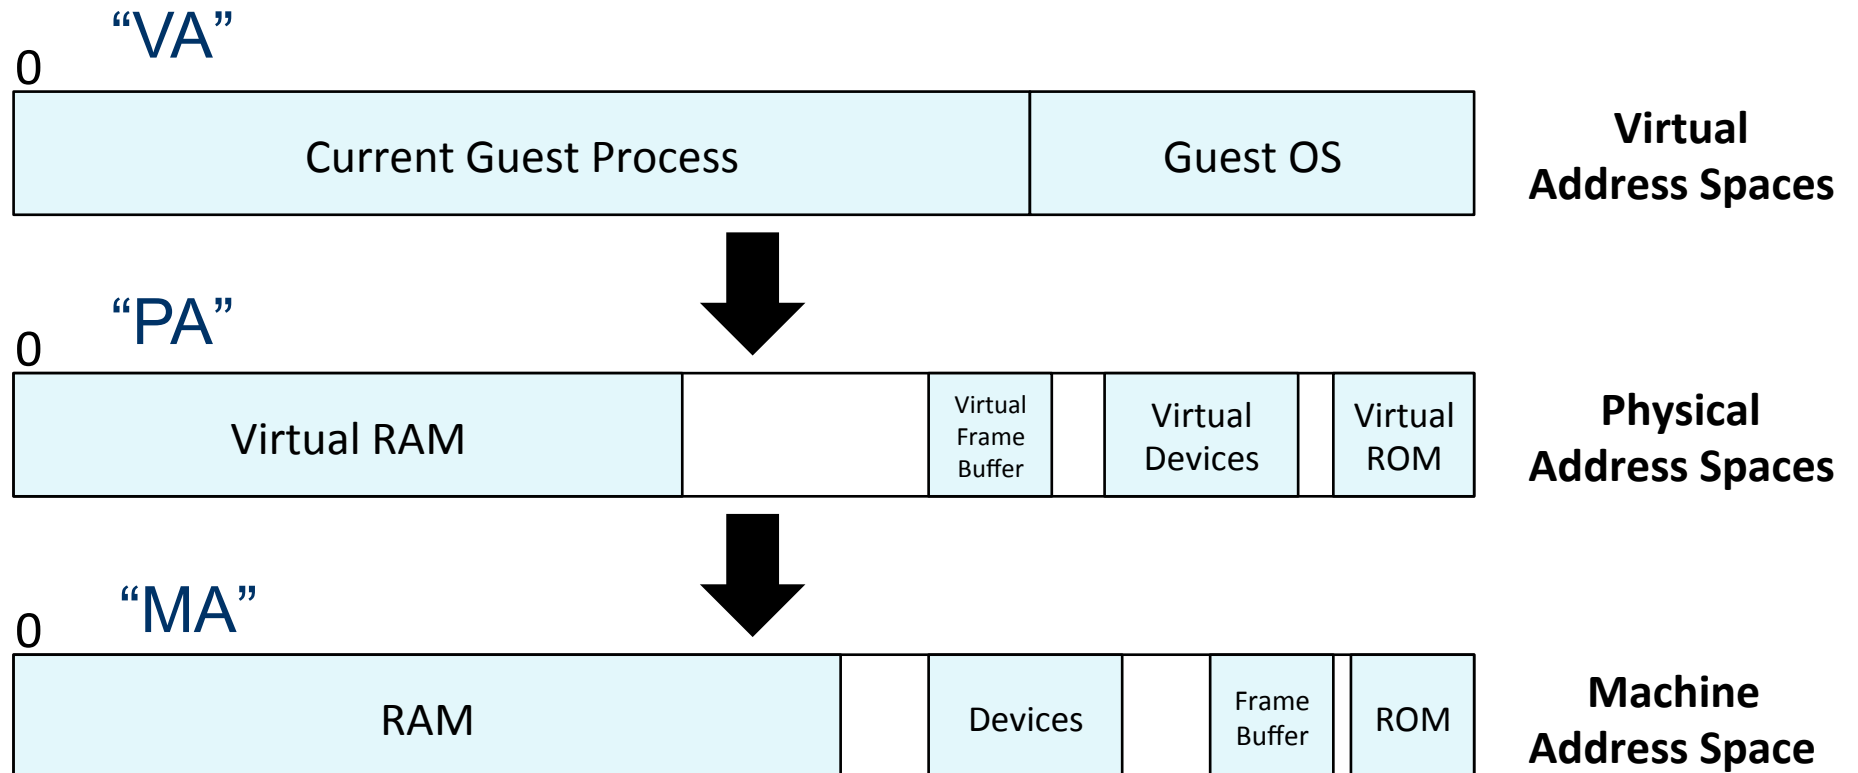 “VA”
0
Current Guest Process
Guest OS
Virtual
Address Spaces
“PA”
0
Virtual RAM
Virtual
Frame
Buffer
Virtual
Devices
Virtual
ROM
Physical
Address Spaces
“MA”
0
RAM
Devices
Frame
Buffer
ROM
Machine
Address Space